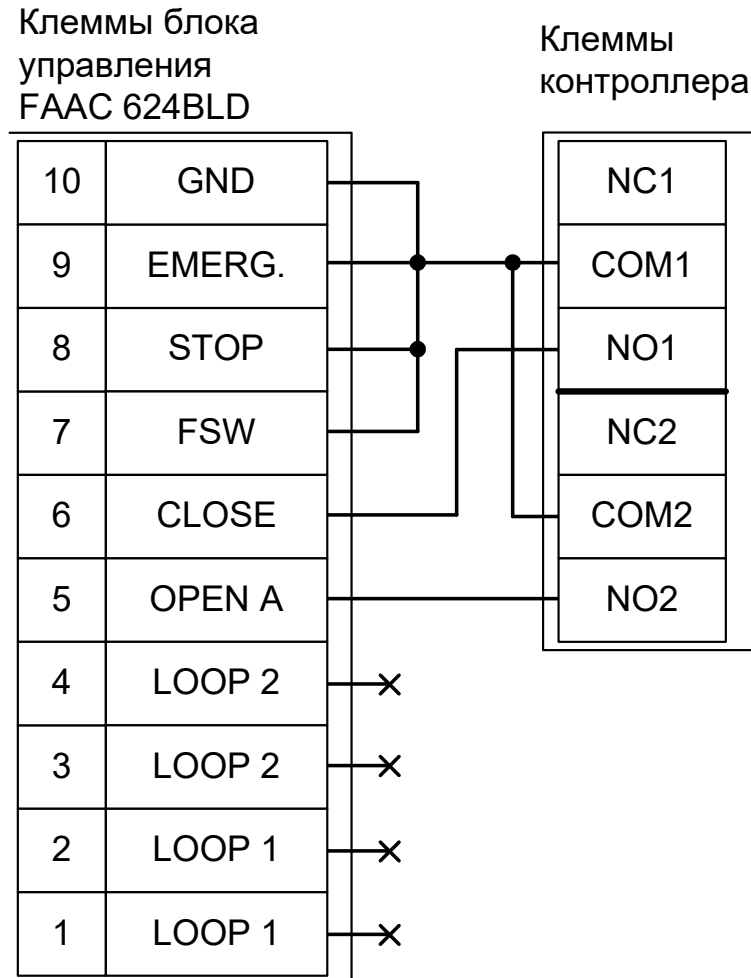 Клеммы блока
управления
FAAC 624BLD
10 GND
9 EMERG.
8 STOP
7 FSW
6 CLOSE
5 OPEN A
4 LOOP 2
3 LOOP 2
2 LOOP 1
1 LOOP 1
Клеммы
контроллера
NC1
COM1
NO1
NC2
COM2
NO2